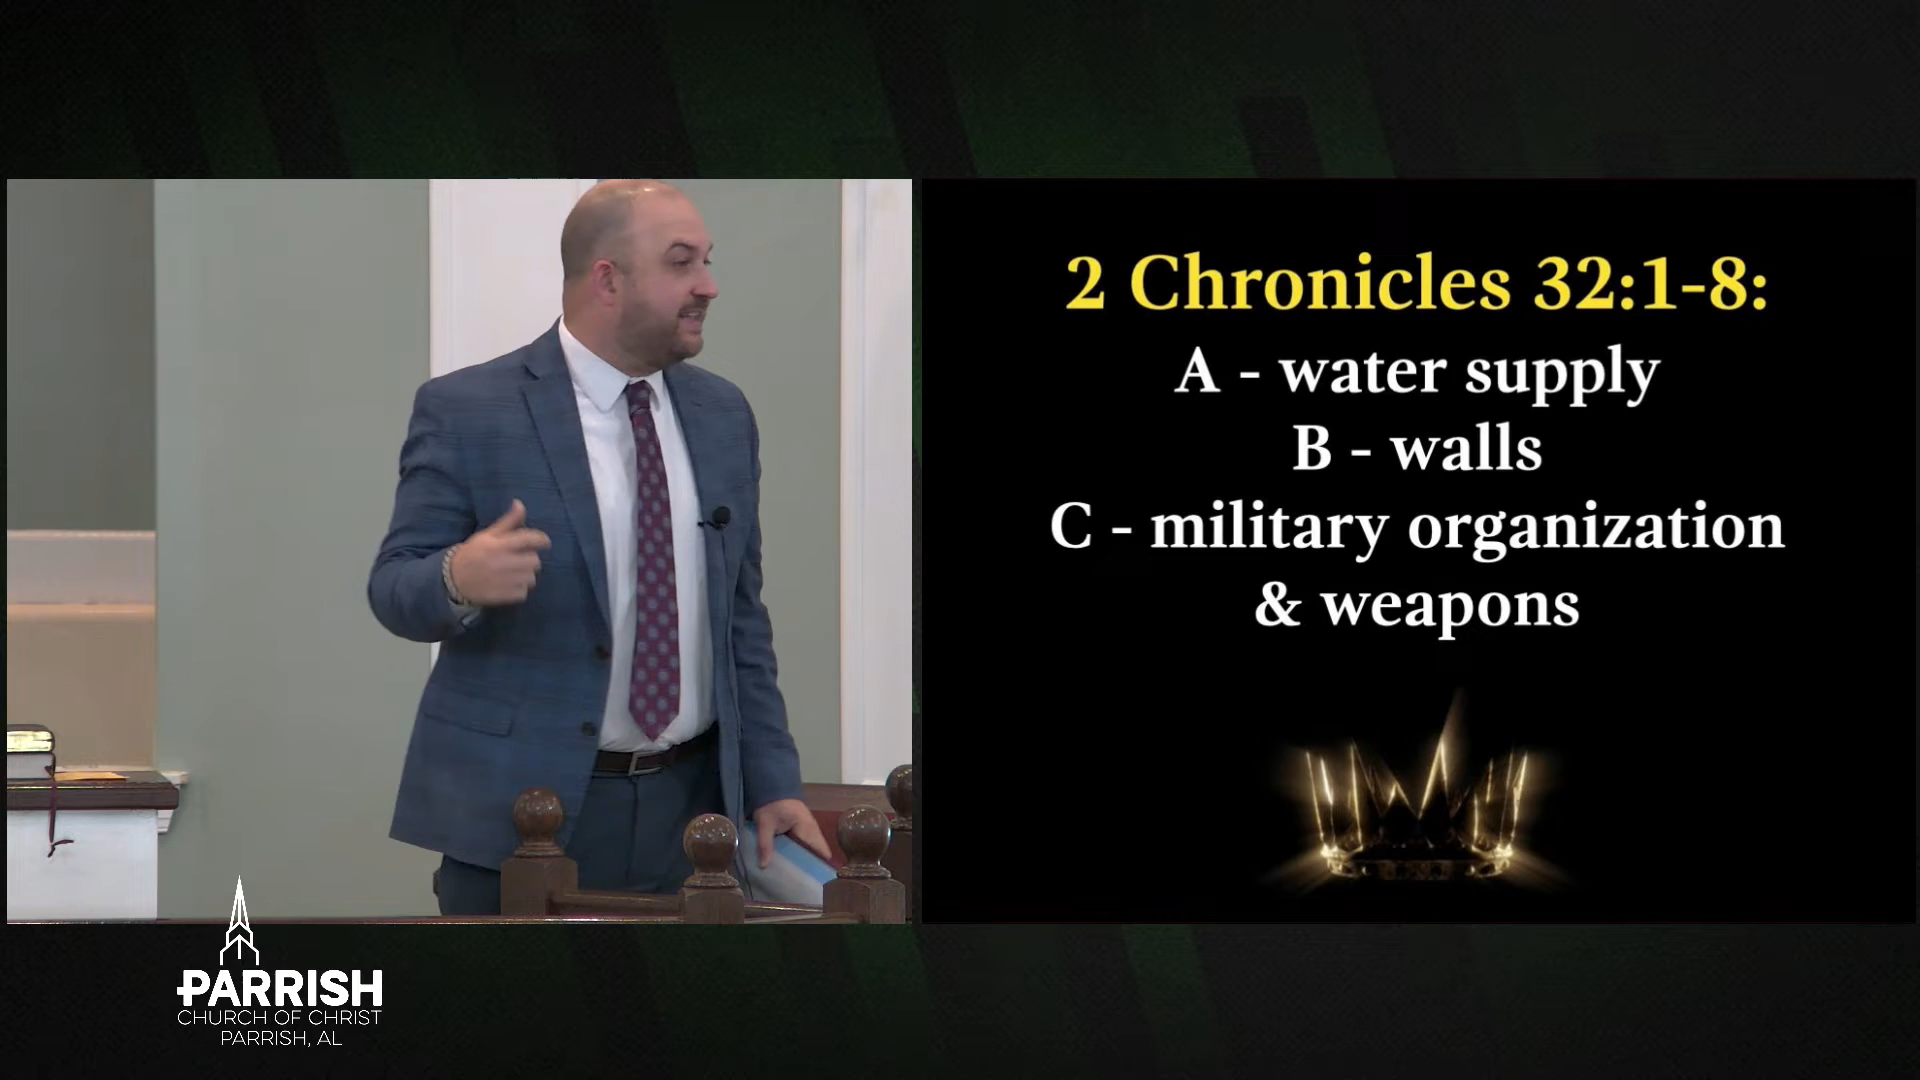 2 Chronicles 32:1-8:
A - water supply
B - walls
C - military organization
& weapons
PARRISH
CHURCH OF CHRIST
PARRISH, AL